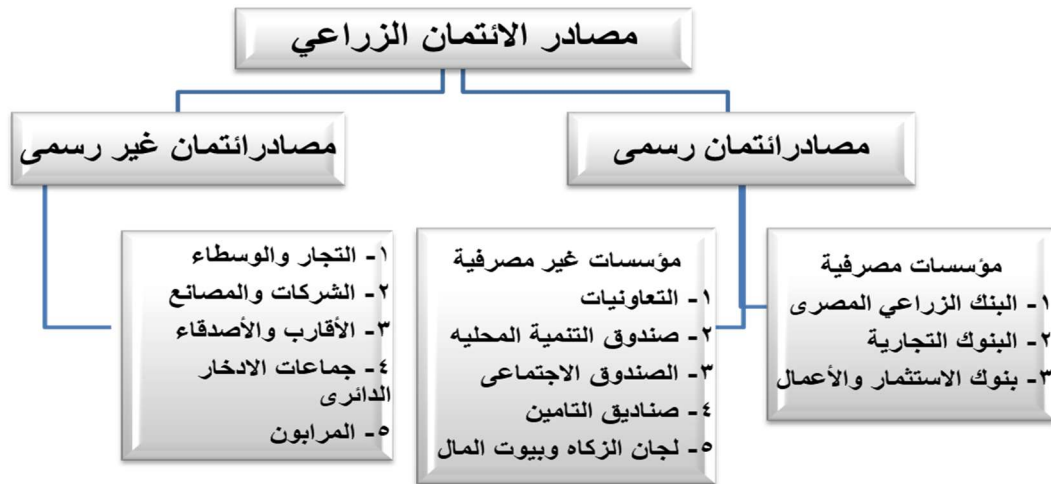 مصادر الائتمان الزراعي
مصادرائتمان رسمى
مصادرائتمان غير رسمى
مؤسسات مصرفية
١- البنك الزراعي المصرى
٢- البنوك التجارية
٣- بنوك الاستثمار والأعمال
مؤسسات غير مصرفية
١- التعاونيات
٢- صندوق التنمية المحليه
٣- الصندوق الاجتماعى
٤- صناديق التامين
٥- لجان الزكاه وبيوت المال
١- التجار والوسطاء
٢- الشركات والمصانع
٣- الأقارب والأصدقاء
٤- جماعات الادخار
الدائرى
٥- المرابون